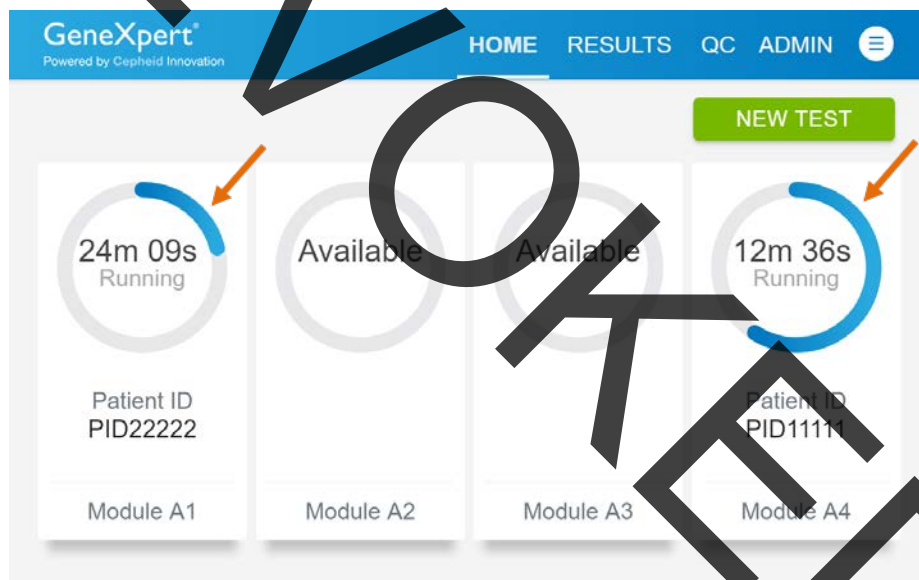 GeneXpert®
Powered by Cepheid Innovation
HOME RESULTS QC ADMIN
NEW TEST
24m 09s
Running
Available
Available
12m 36s
Running
Patient ID
PID22222
Patient ID
PID11111
Module A1
Module A2
Module A3
Module A4
VOKE